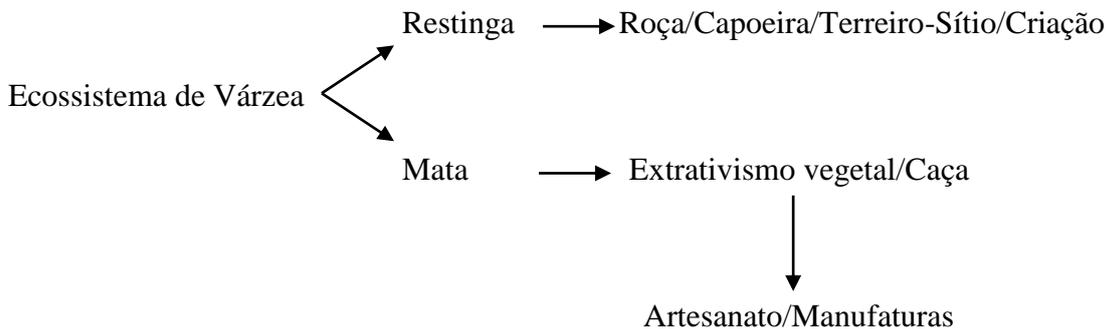 Restinga Roça/Capoeira/Terreiro-Sítio/Criação
Ecossistema de Várzea
Mata Extrativismo vegetal/Caça
Artesanato/Manufaturas